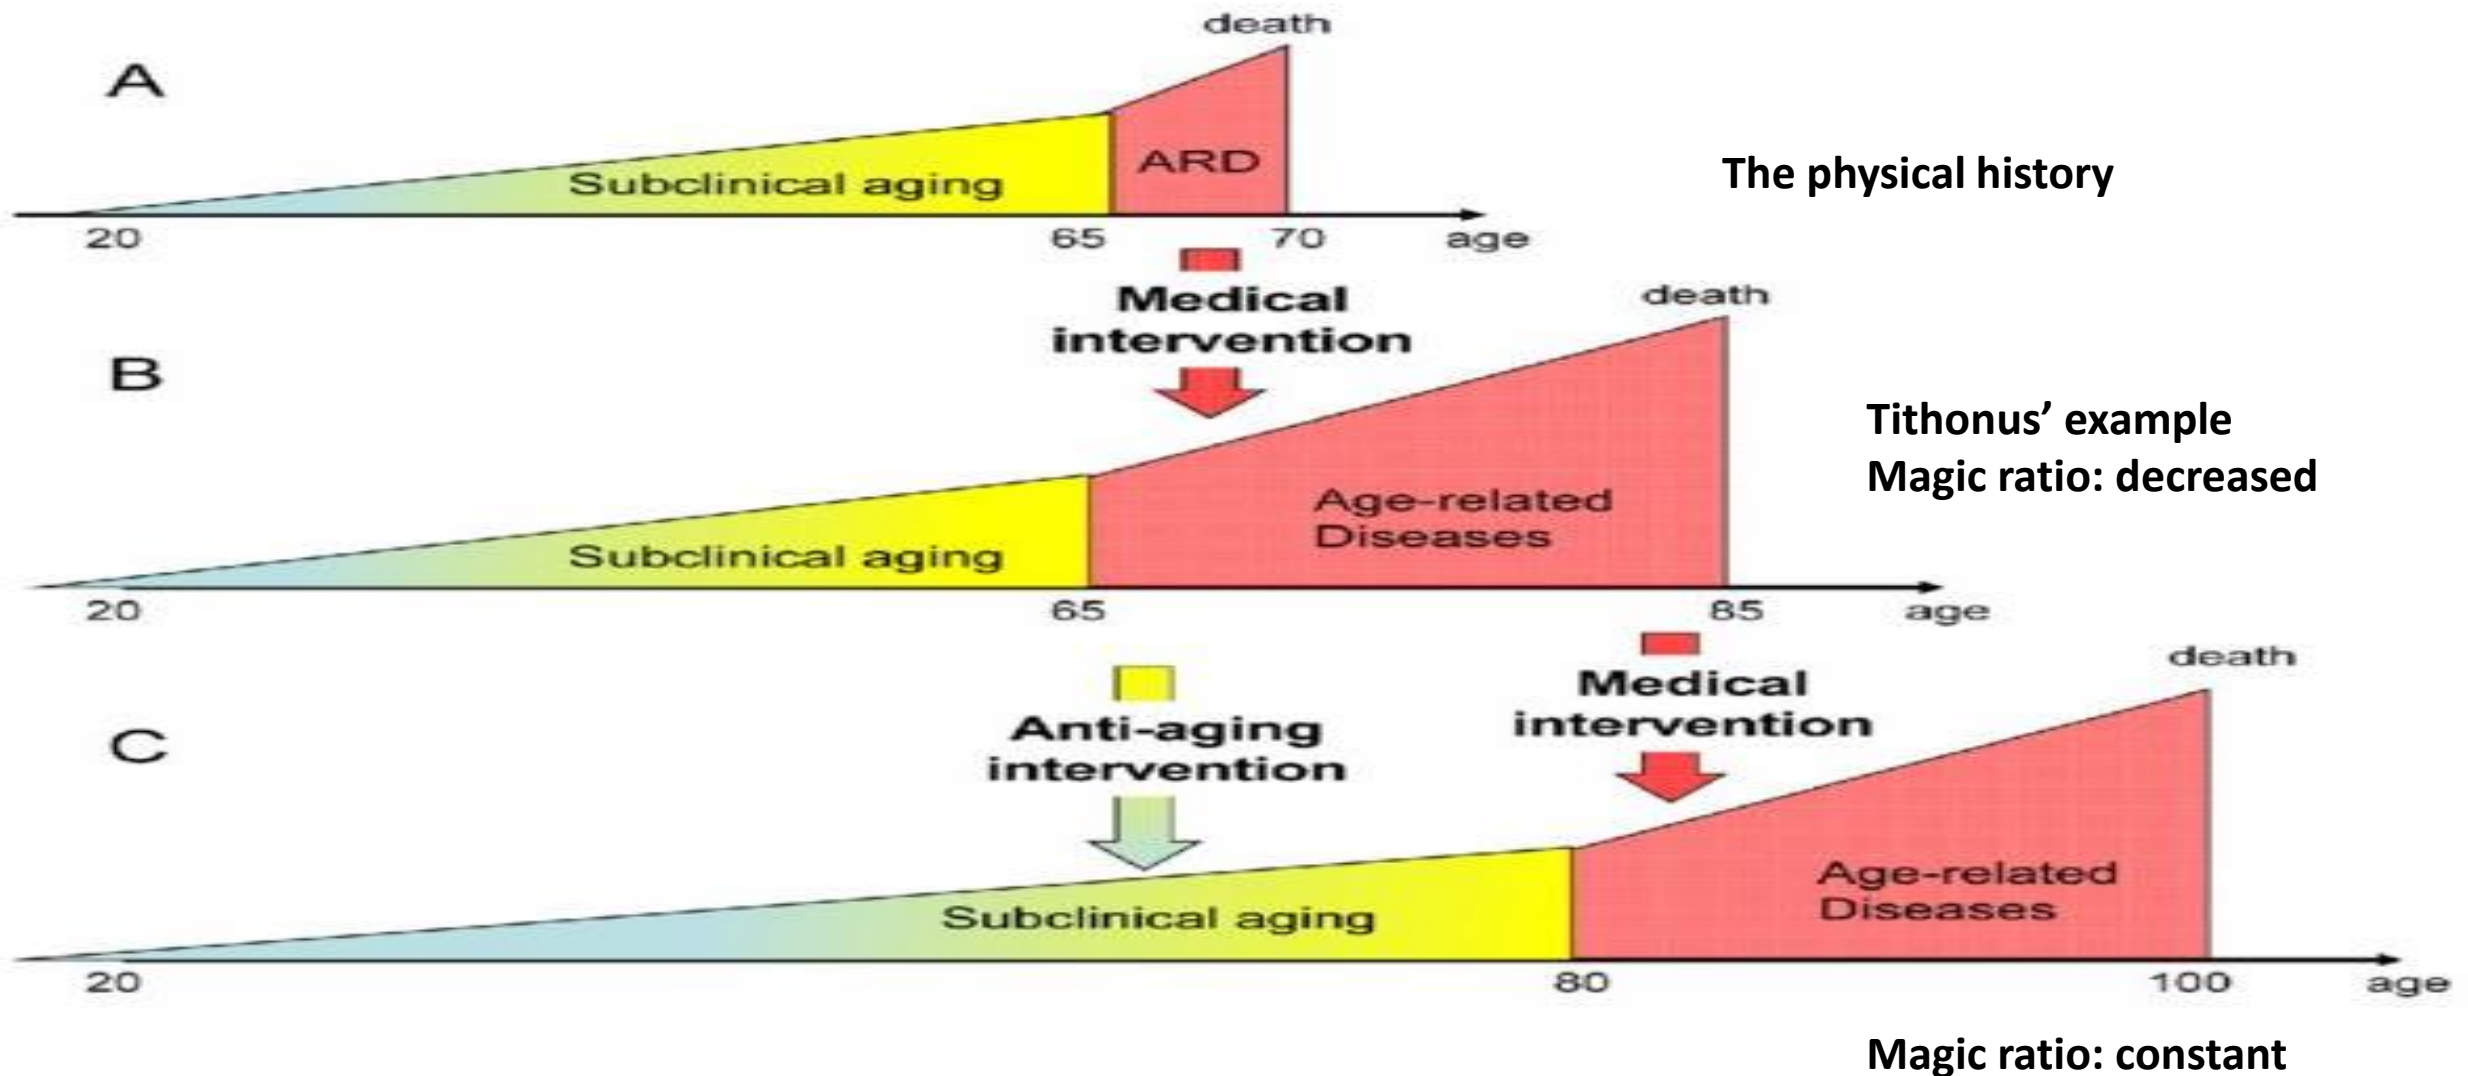 death
A
ARD
Subclinical aging
The physical history
20 65 70 age
Medical
intervention
death
B
Tithonus’ example
Magic ratio: decreased
Age-related
Diseases
Subclinical aging
20 65 85 age
death
Medical
intervention
Anti-aging
intervention
C
Age-related
Diseases
Subclinical aging
20 80 100 age
Magic ratio: constant